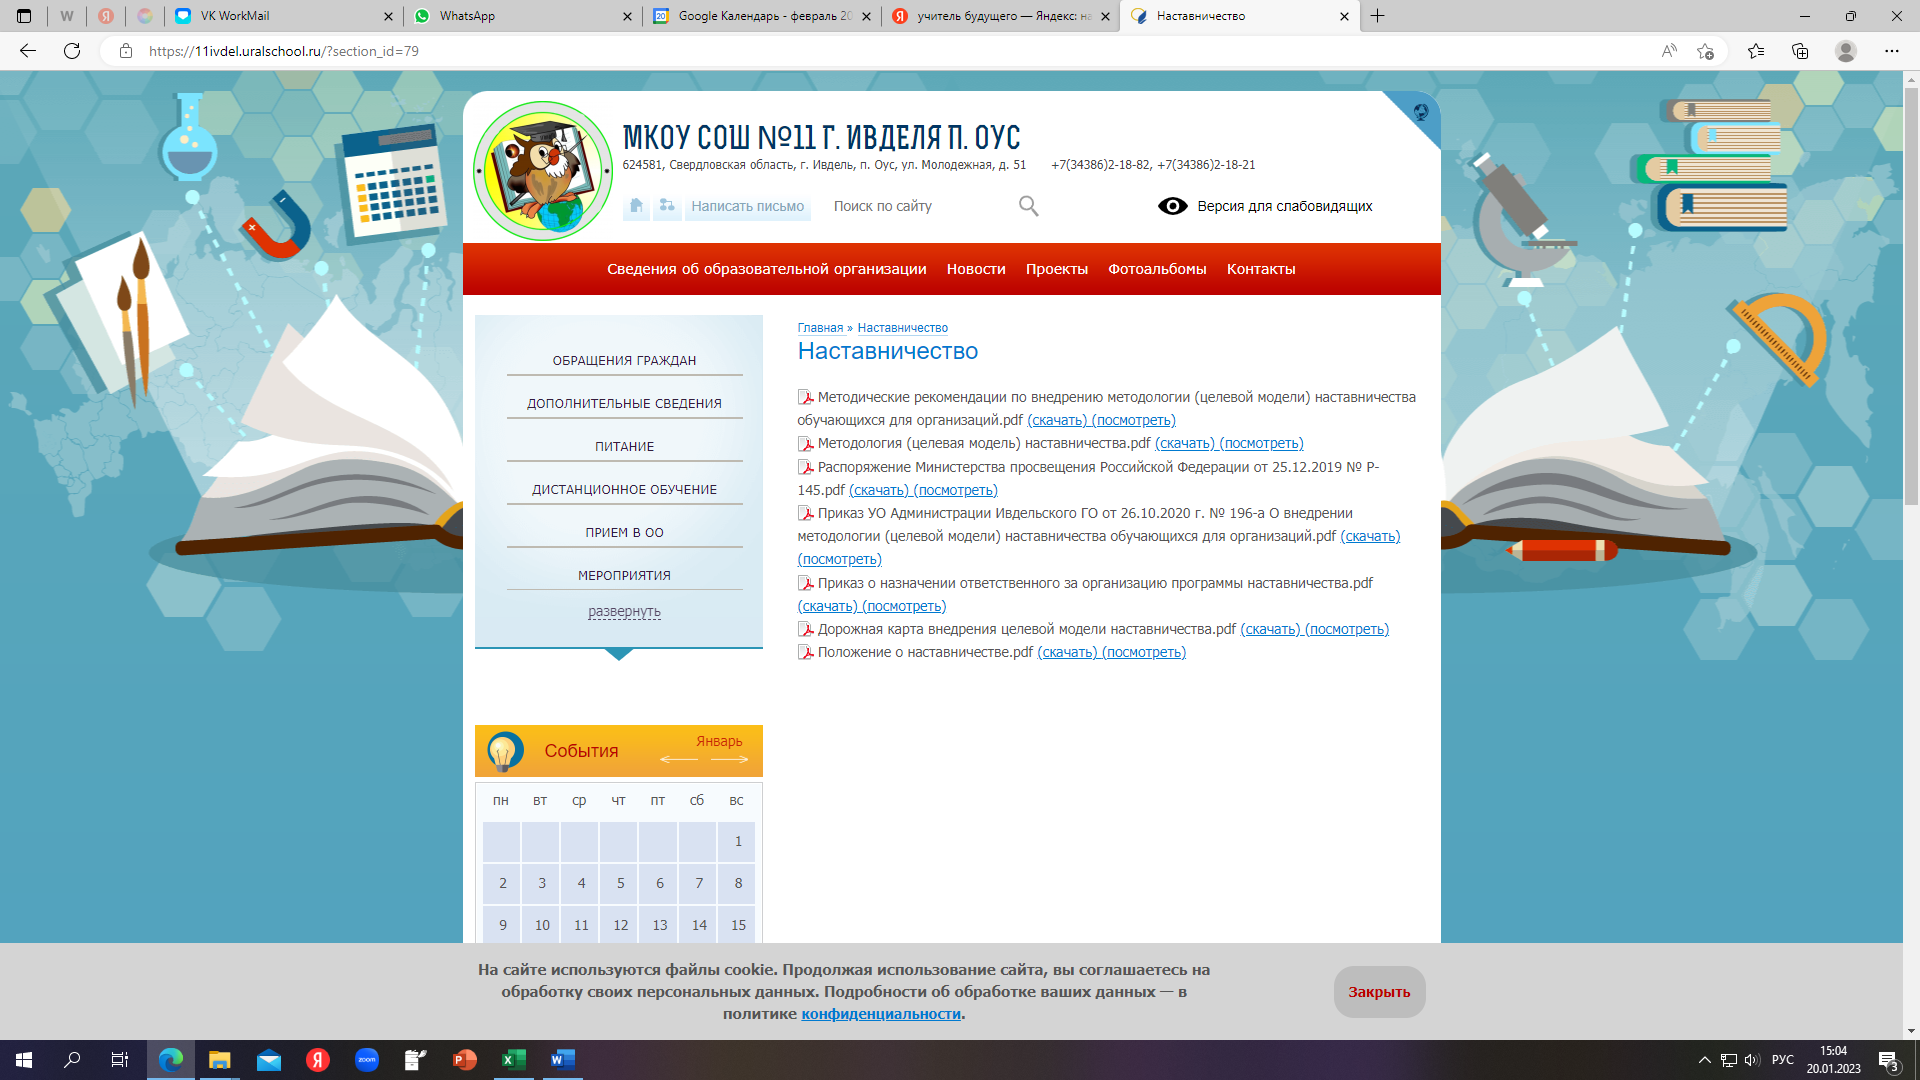 VK WorkMail
WhatsApp
Google Календарь - февраль 20
учитель будущего — Яндекс: на
Наставничество
https://11ivdel.uralschool.ru/?section_id=79
МКОУ СОШ №11 Г. ИВДЕЛЯ П. ОУС
624581, Свердловская область, г. Ивдель, п. Оус, ул. Молодежная, д. 51 +7(34386)2-18-82, +7(34386)2-18-21
Написать письмо
Поиск по сайту
Версия для слабовидящих
Сведения об образовательной организации Новости Проекты Фотоальбомы Контакты
ОБРАЩЕНИЯ ГРАЖДАН
ДОПОЛНИТЕЛЬНЫЕ СВЕДЕНИЯ
ПИТАНИЕ
ДИСТАНЦИОННОЕ ОБУЧЕНИЕ
ПРИЕМ В ОО
МЕРОПРИЯТИЯ
развернуть
Главная » Наставничество
Наставничество
Методические рекомендации по внедрению методологии (целевой модели) наставничества
обучающихся для организаций.pdf (скачать) (посмотреть)
Методология (целевая модель) наставничества.pdf (скачать) (посмотреть)
Распоряжение Министерства просвещения Российской Федерации от 25.12.2019 № Р-
145.pdf (скачать) (посмотреть)
Приказ УО Администрации Ивдельского ГО от 26.10.2020 г. № 196-а О внедрении
методологии (целевой модели) наставничества обучающихся для организаций.pdf (скачать)
(посмотреть)
Приказ о назначении ответственного за организацию программы наставничества.pdf
(скачать) (посмотреть)
Дорожная карта внедрения целевой модели наставничества.pdf (скачать) (посмотреть)
Положение о наставничестве.pdf (скачать) (посмотреть)
События
Январь
пн вт ср чт пт сб вс
1
2 3 4 5 6 7 8
9 10 11 12 13 14 15
На сайте используются файлы cookie. Продолжая использование сайта, вы соглашаетесь на
обработку своих персональных данных. Подробности об обработке ваших данных — в
политике конфиденциальности.
Закрыть
zoom
РУС
15:04
20.01.2023
3